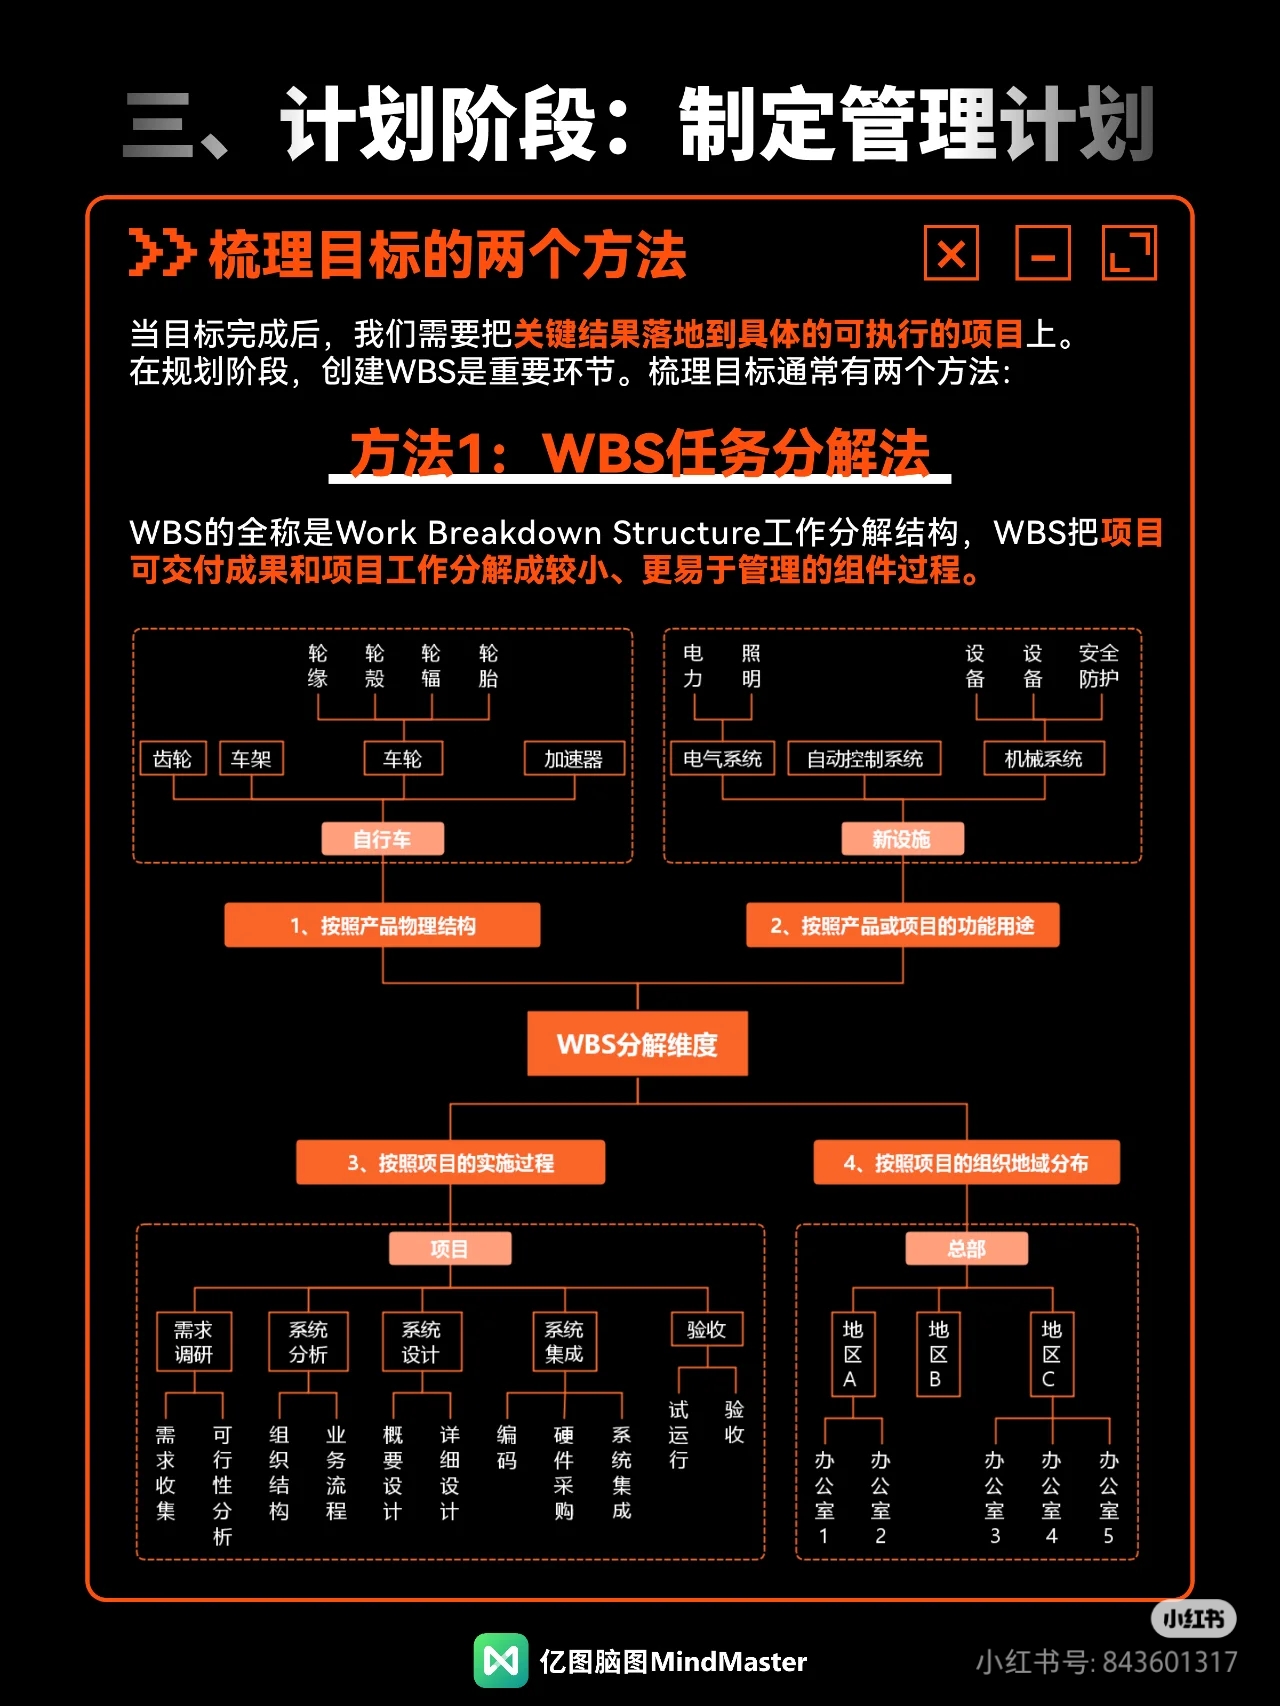 三、计划阶段：制定管理计划
梳理目标的两个方法
当目标完成后，我们需要把关键结果落地到具体的可执行的项目上。
在规划阶段，创建WBS是重要环节。梳理目标通常有两个方法：
方法1：WBS任务分解法
WBS的全称是Work Breakdown Structure工作分解结构，WBS把项目
可交付成果和项目工作分解成较小、更易于管理的组件过程。
轮缘
轮殼
轮辐
轮胎
齿轮
车架
车轮
加速器
自行车
1、按照产品物理结构
电力
照明
设备
设备
安全防护
电气系统
自动控制系统
机械系统
新设施
2、按照产品或项目的功能用途
WBS分解维度
3、按照项目的实施过程
项目
需求调研
系统分析
系统设计
系统集成
验收
需求收集
可行性分析
组织结构
业务流程
概要设计
详细设计
编码
硬件采购
系统集成
试运行
验收
4、按照项目的组织地域分布
总部
地区A
地区B
地区C
办公室1
办公室2
办公室3
办公室4
办公室5
小红书
亿图脑图MindMaster
小红书号: 843601317